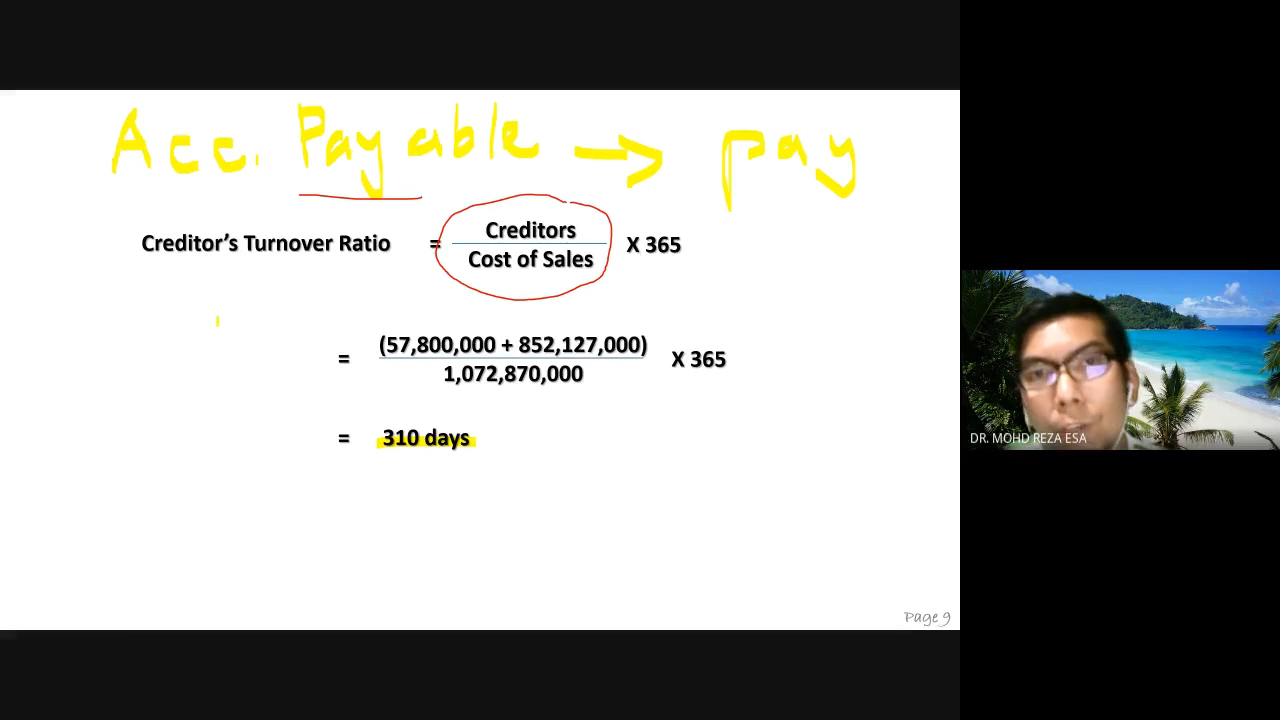 Acc. Payable → pay
Creditor's Turnover Ratio = Creditors X 365
Cost of Sales
= (57,800,000 + 852,127,000) X 365
1,072,870,000
= 310 days
DR. MOHD REZA ESA
Page 9